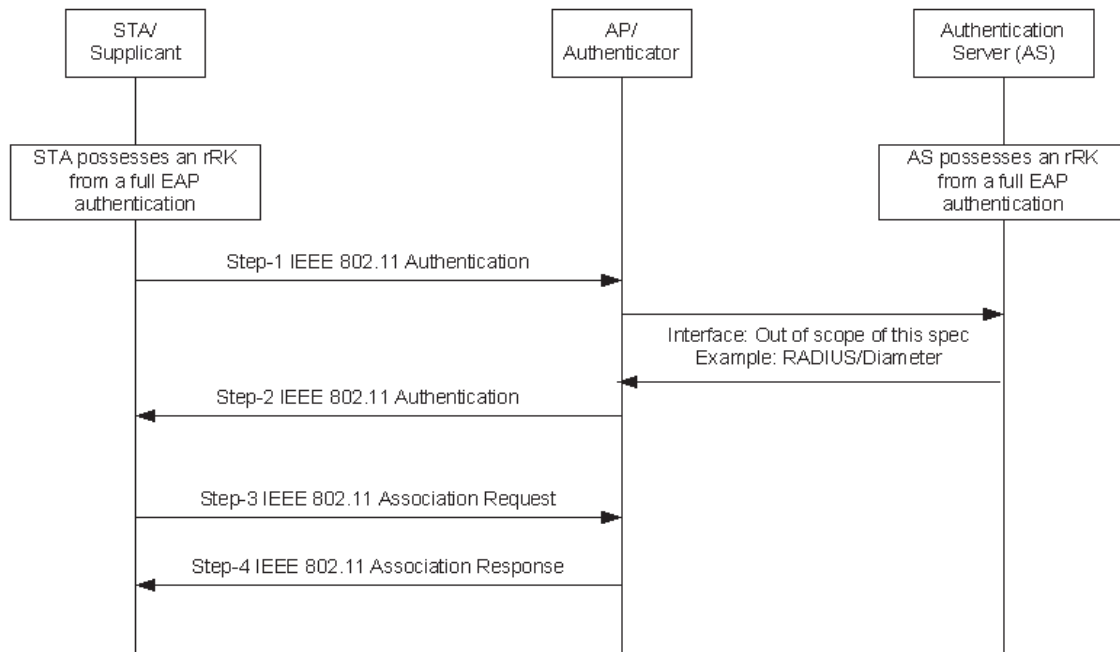 STA/
Supplicant
AP/
Authenticator
Authentication
Server (AS)
STA possesses an rRK
from a full EAP
authentication
AS possesses an rRK
from a full EAP
authentication
Step-1 IEEE 802.11 Authentication
Interface: Out of scope of this spec
Example: RADIUS/Diameter
Step-2 IEEE 802.11 Authentication
Step-3 IEEE 802.11 Association Request
Step-4 IEEE 802.11 Association Response